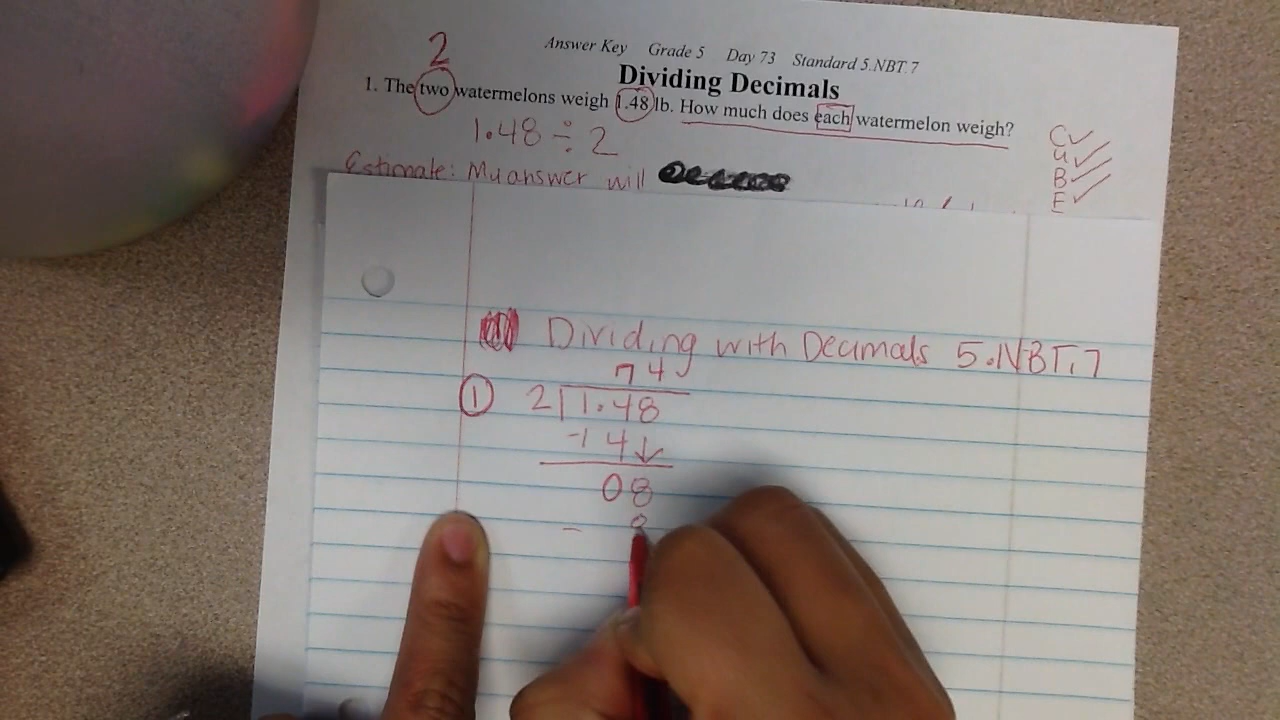 2
Answer Key Grade 5 Day 73 Standard 5.NBT.7
Dividing Decimals
1. The two watermelons weigh 1.48 lb. How much does each watermelon weigh?
1.48 ÷ 2
C✓
U✓
B✓
E✓
Estimate: My answer will
Dividing with Decimals 5.NBT.7
74
1 2 1.48
-14↓
08
-